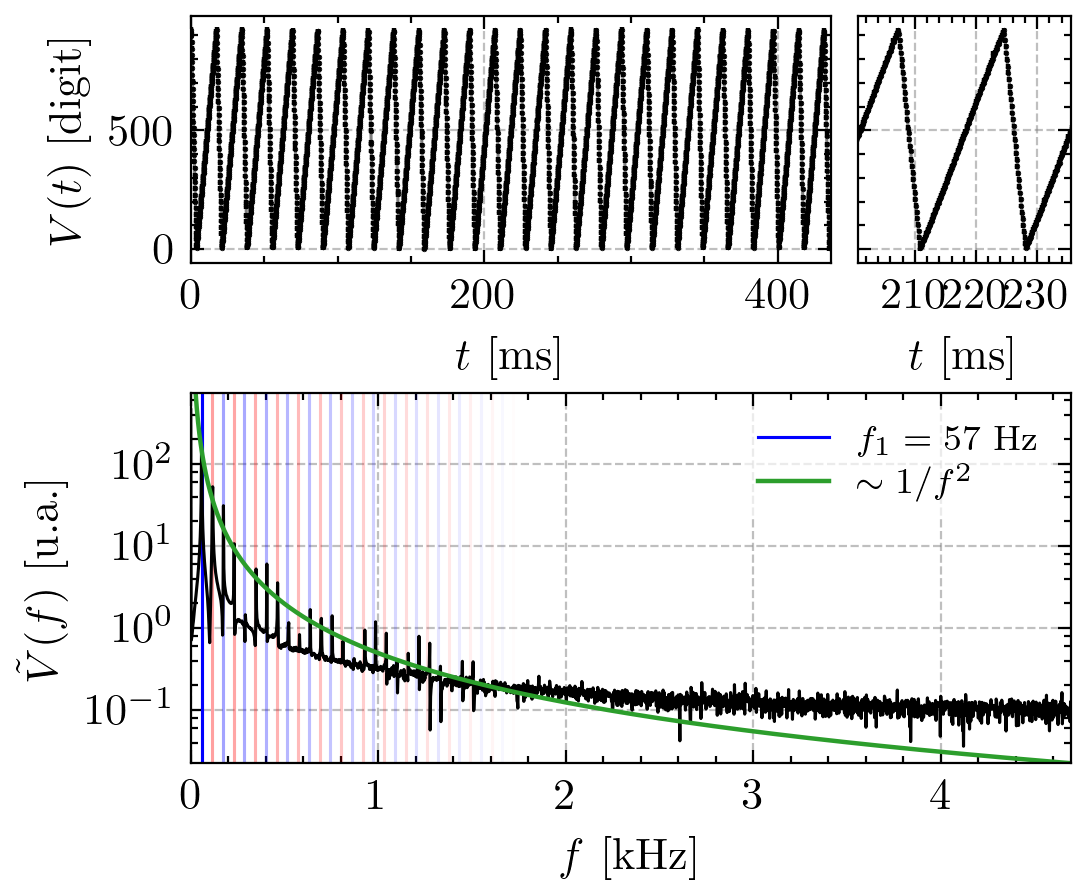 V(t) [digit]
500
0
0 200 400
t [ms]
210 220 230
t [ms]
Ṽ(f) [u.a.]
10² 
10¹
10⁰
10⁻¹
f₁ = 57 Hz
∼ 1/f²
0 1 2 3 4
f [kHz]